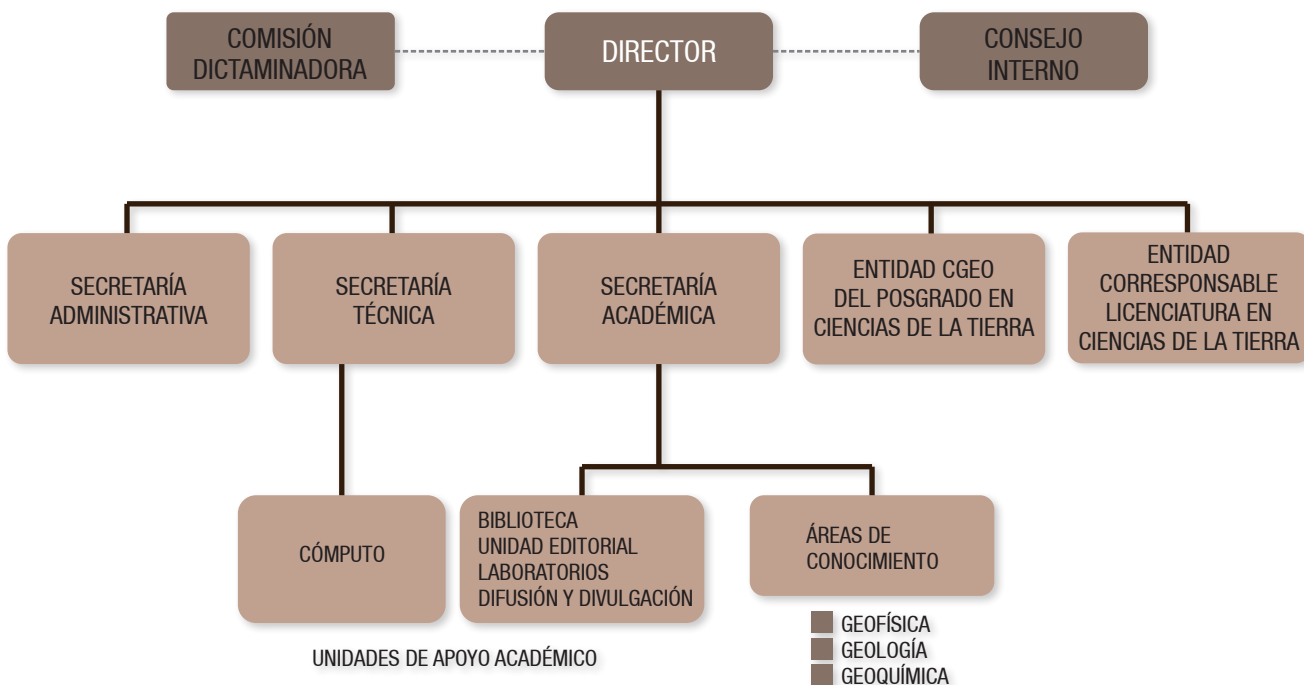 COMISIÓN
DICTAMINADORA
DIRECTOR
CONSEJO
INTERNO
SECRETARÍA
ADMINISTRATIVA
SECRETARÍA
TÉCNICA
SECRETARÍA
ACADÉMICA
ENTIDAD CGEO
DEL POSGRADO EN
CIENCIAS DE LA TIERRA
ENTIDAD
CORRESPONSABLE
LICENCIATURA EN
CIENCIAS DE LA TIERRA
CÓMPUTO
BIBLIOTECA
UNIDAD EDITORIAL
LABORATORIOS
DIFUSIÓN Y DIVULGACIÓN
ÁREAS DE
CONOCIMIENTO
UNIDADES DE APOYO ACADÉMICO
GEOFÍSICA
GEOLOGÍA
GEOQUÍMICA